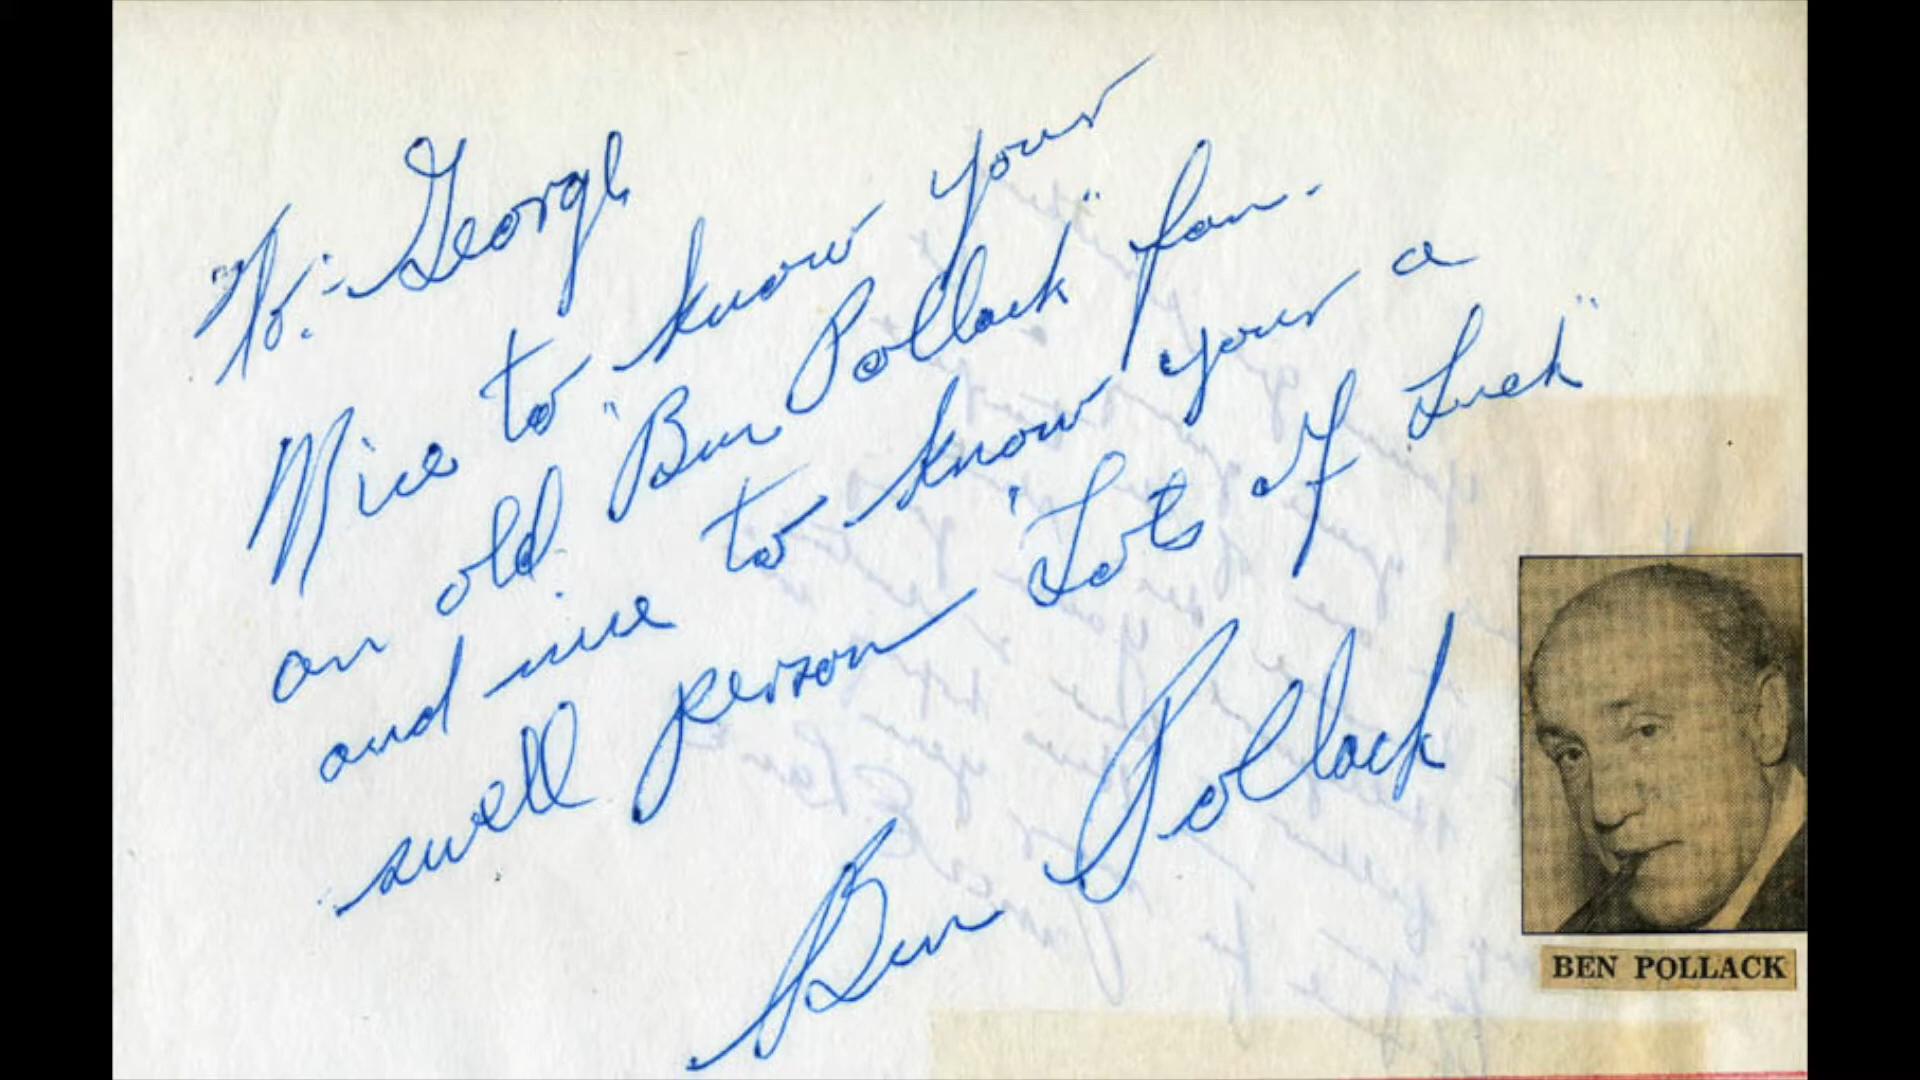 "To:- George
Nice to know your
an old "Ben Pollack" fan.
and nice to know your a
swell person "Lots of Luck"
Ben Pollack
BEN POLLACK